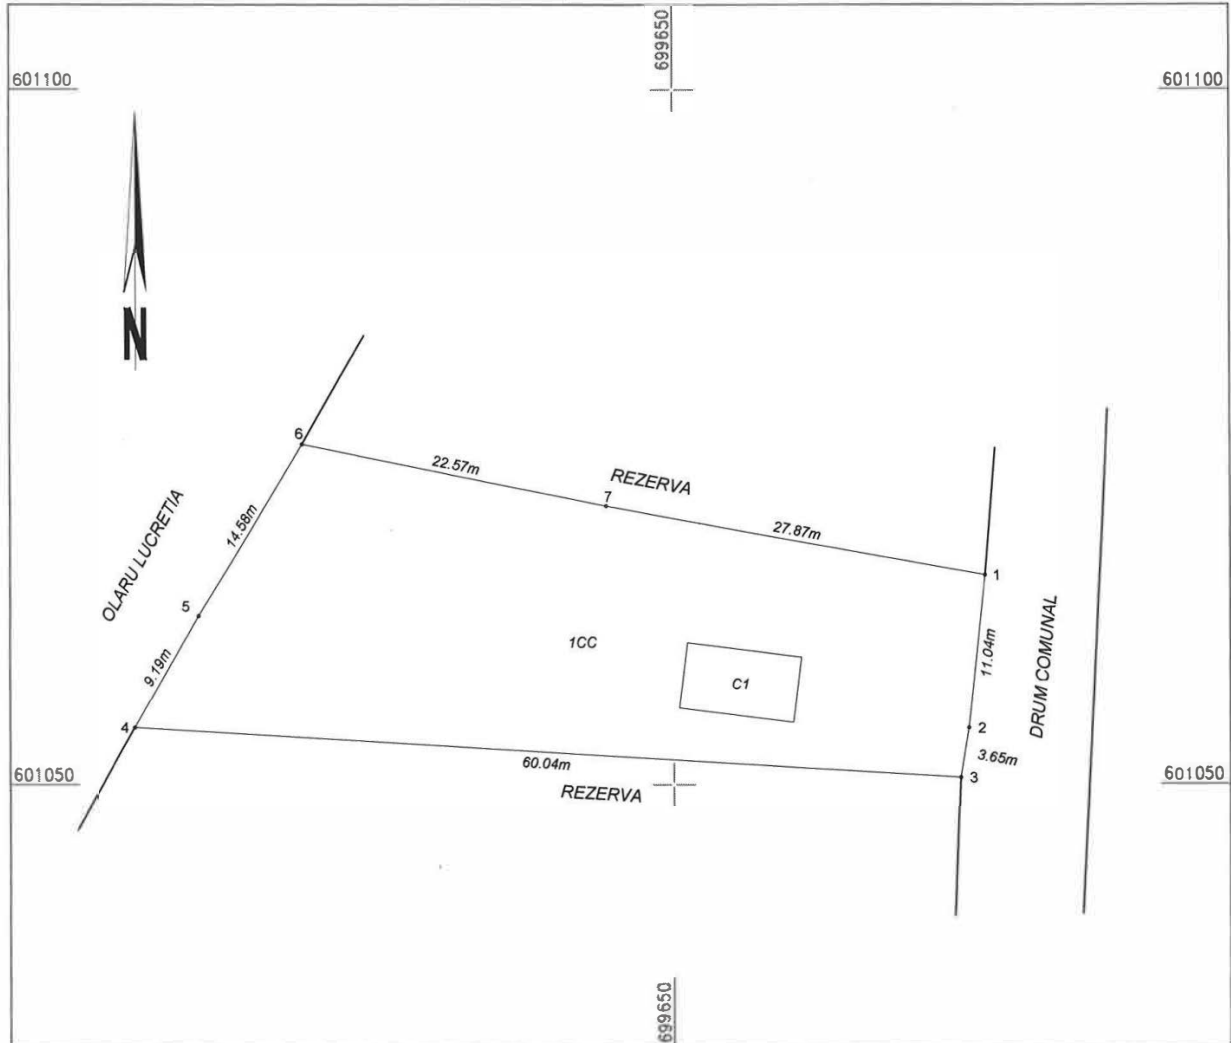 699650
601100
601100
N
6
22.57m
REZERVA
7
27.87m
14.58m
OLARU LUCRETIA
1
5
1CC
11.04m
DRUM COMUNAL
C1
9.19m
4
2
3.65m
60.04m
3
601050
REZERVA
601050
699650